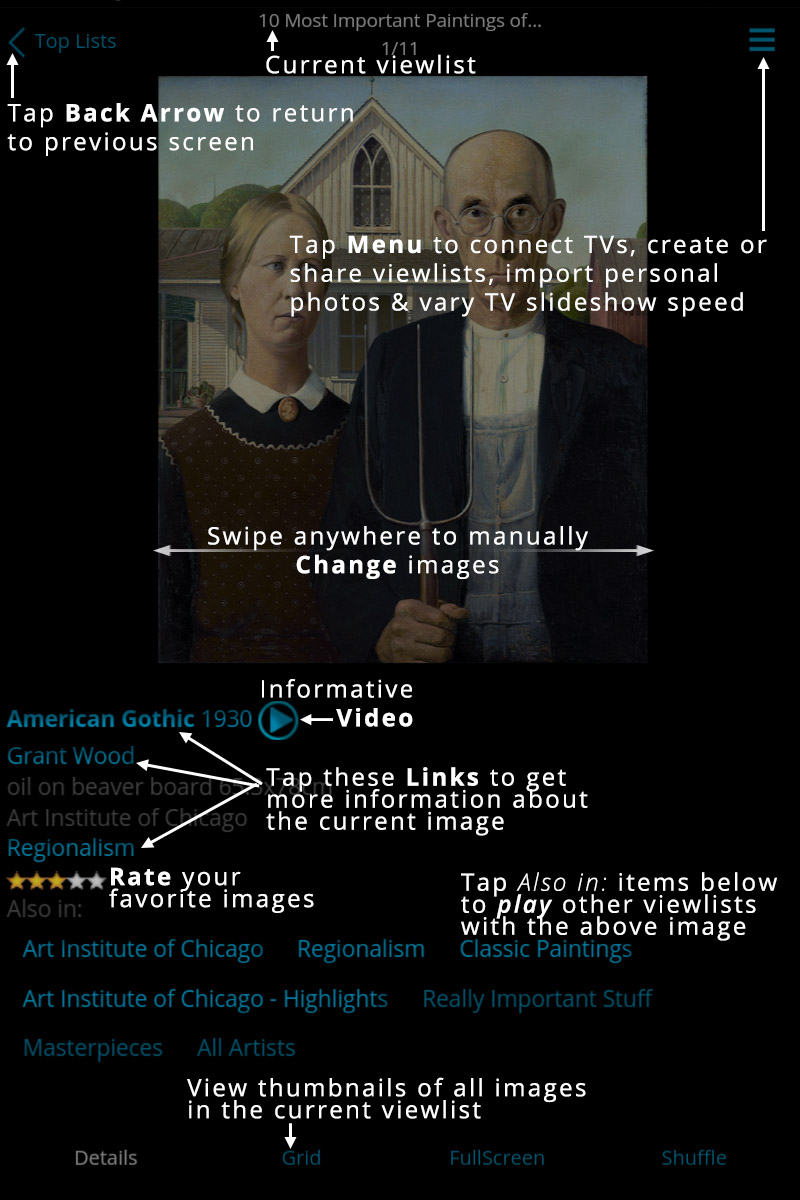 10 Most Important Paintings of...
Top Lists
1/11
Current viewlist
Tap Back Arrow to return
to previous screen
Tap Menu to connect TVs, create or
share viewlists, import personal
photos & vary TV slideshow speed
Swipe anywhere to manually
Change images
Informative
American Gothic 1930
Video
Grant Wood
oil on beaver board
Tap these Links to get
more information about
the current image
Art Institute of Chicago
Regionalism
Rate your
favorite images
Also in:
Tap Also in: items below
to play other viewlists
with the above image
Art Institute of Chicago Regionalism Classic Paintings
Art Institute of Chicago - Highlights Really Important Stuff
Masterpieces All Artists
View thumbnails of all images
in the current viewlist
Details Grid FullScreen Shuffle